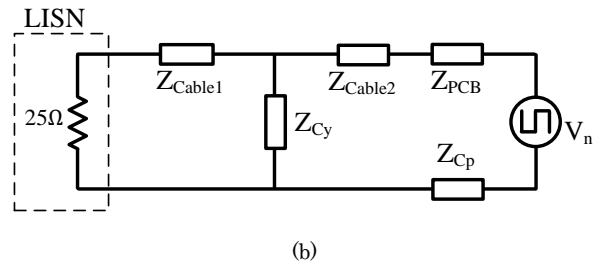 LISN
Z_Cable1
Z_Cable2
Z_PCB
25Ω
Z_Cy
V_n
Z_Cp
(b)